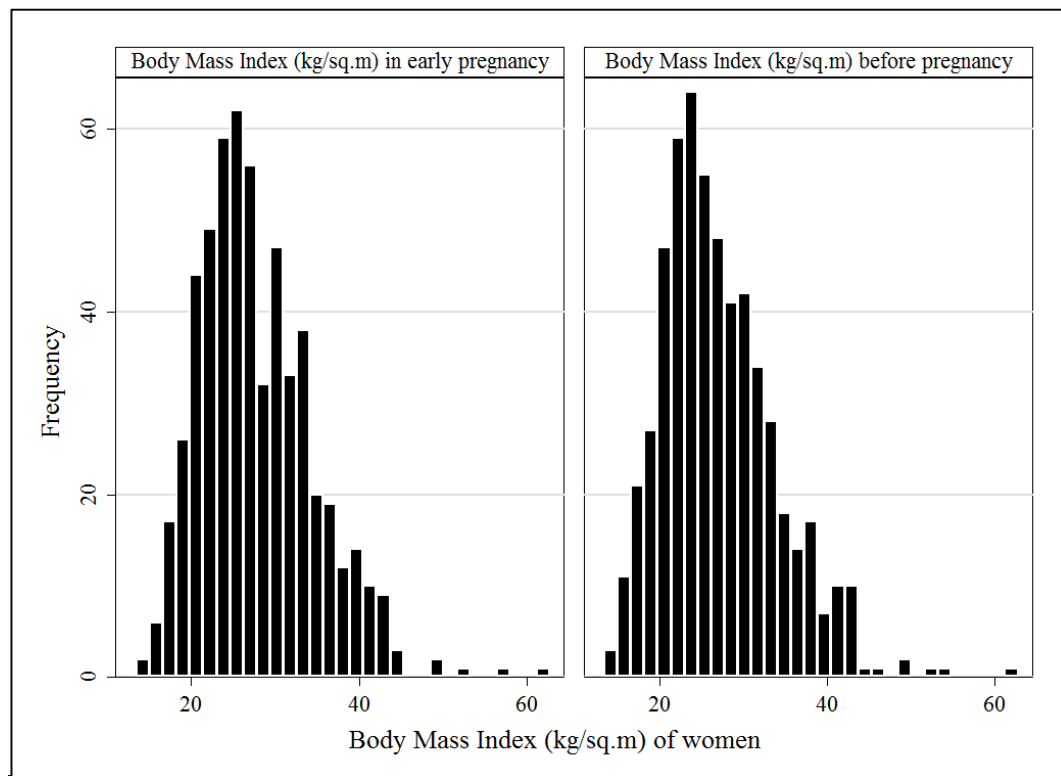 Body Mass Index (kg/sq.m) in early pregnancy
Body Mass Index (kg/sq.m) before pregnancy
60
40
20
0
Frequency
20 40 60
20 40 60
Body Mass Index (kg/sq.m) of women